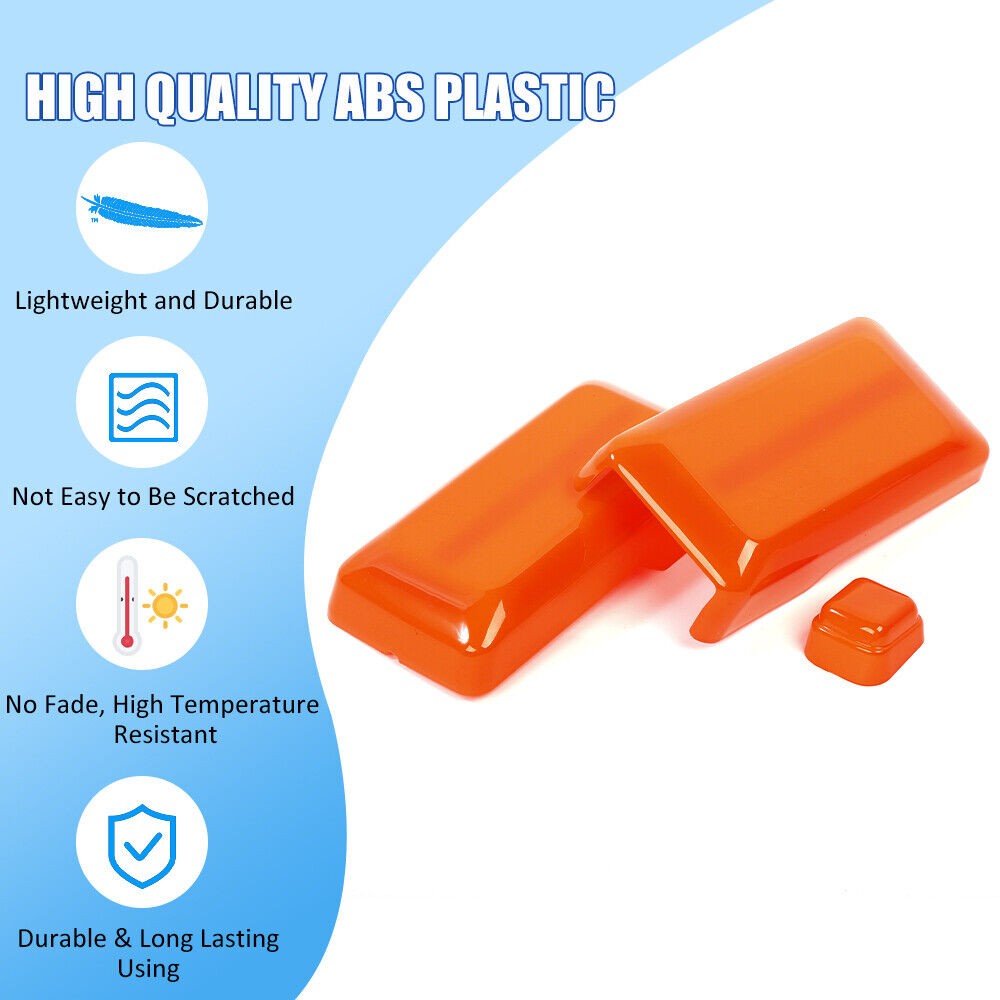 HIGH QUALITY ABS PLASTIC
TM
Lightweight and Durable
Not Easy to Be Scratched
No Fade, High Temperature
Resistant
Durable & Long Lasting
Using